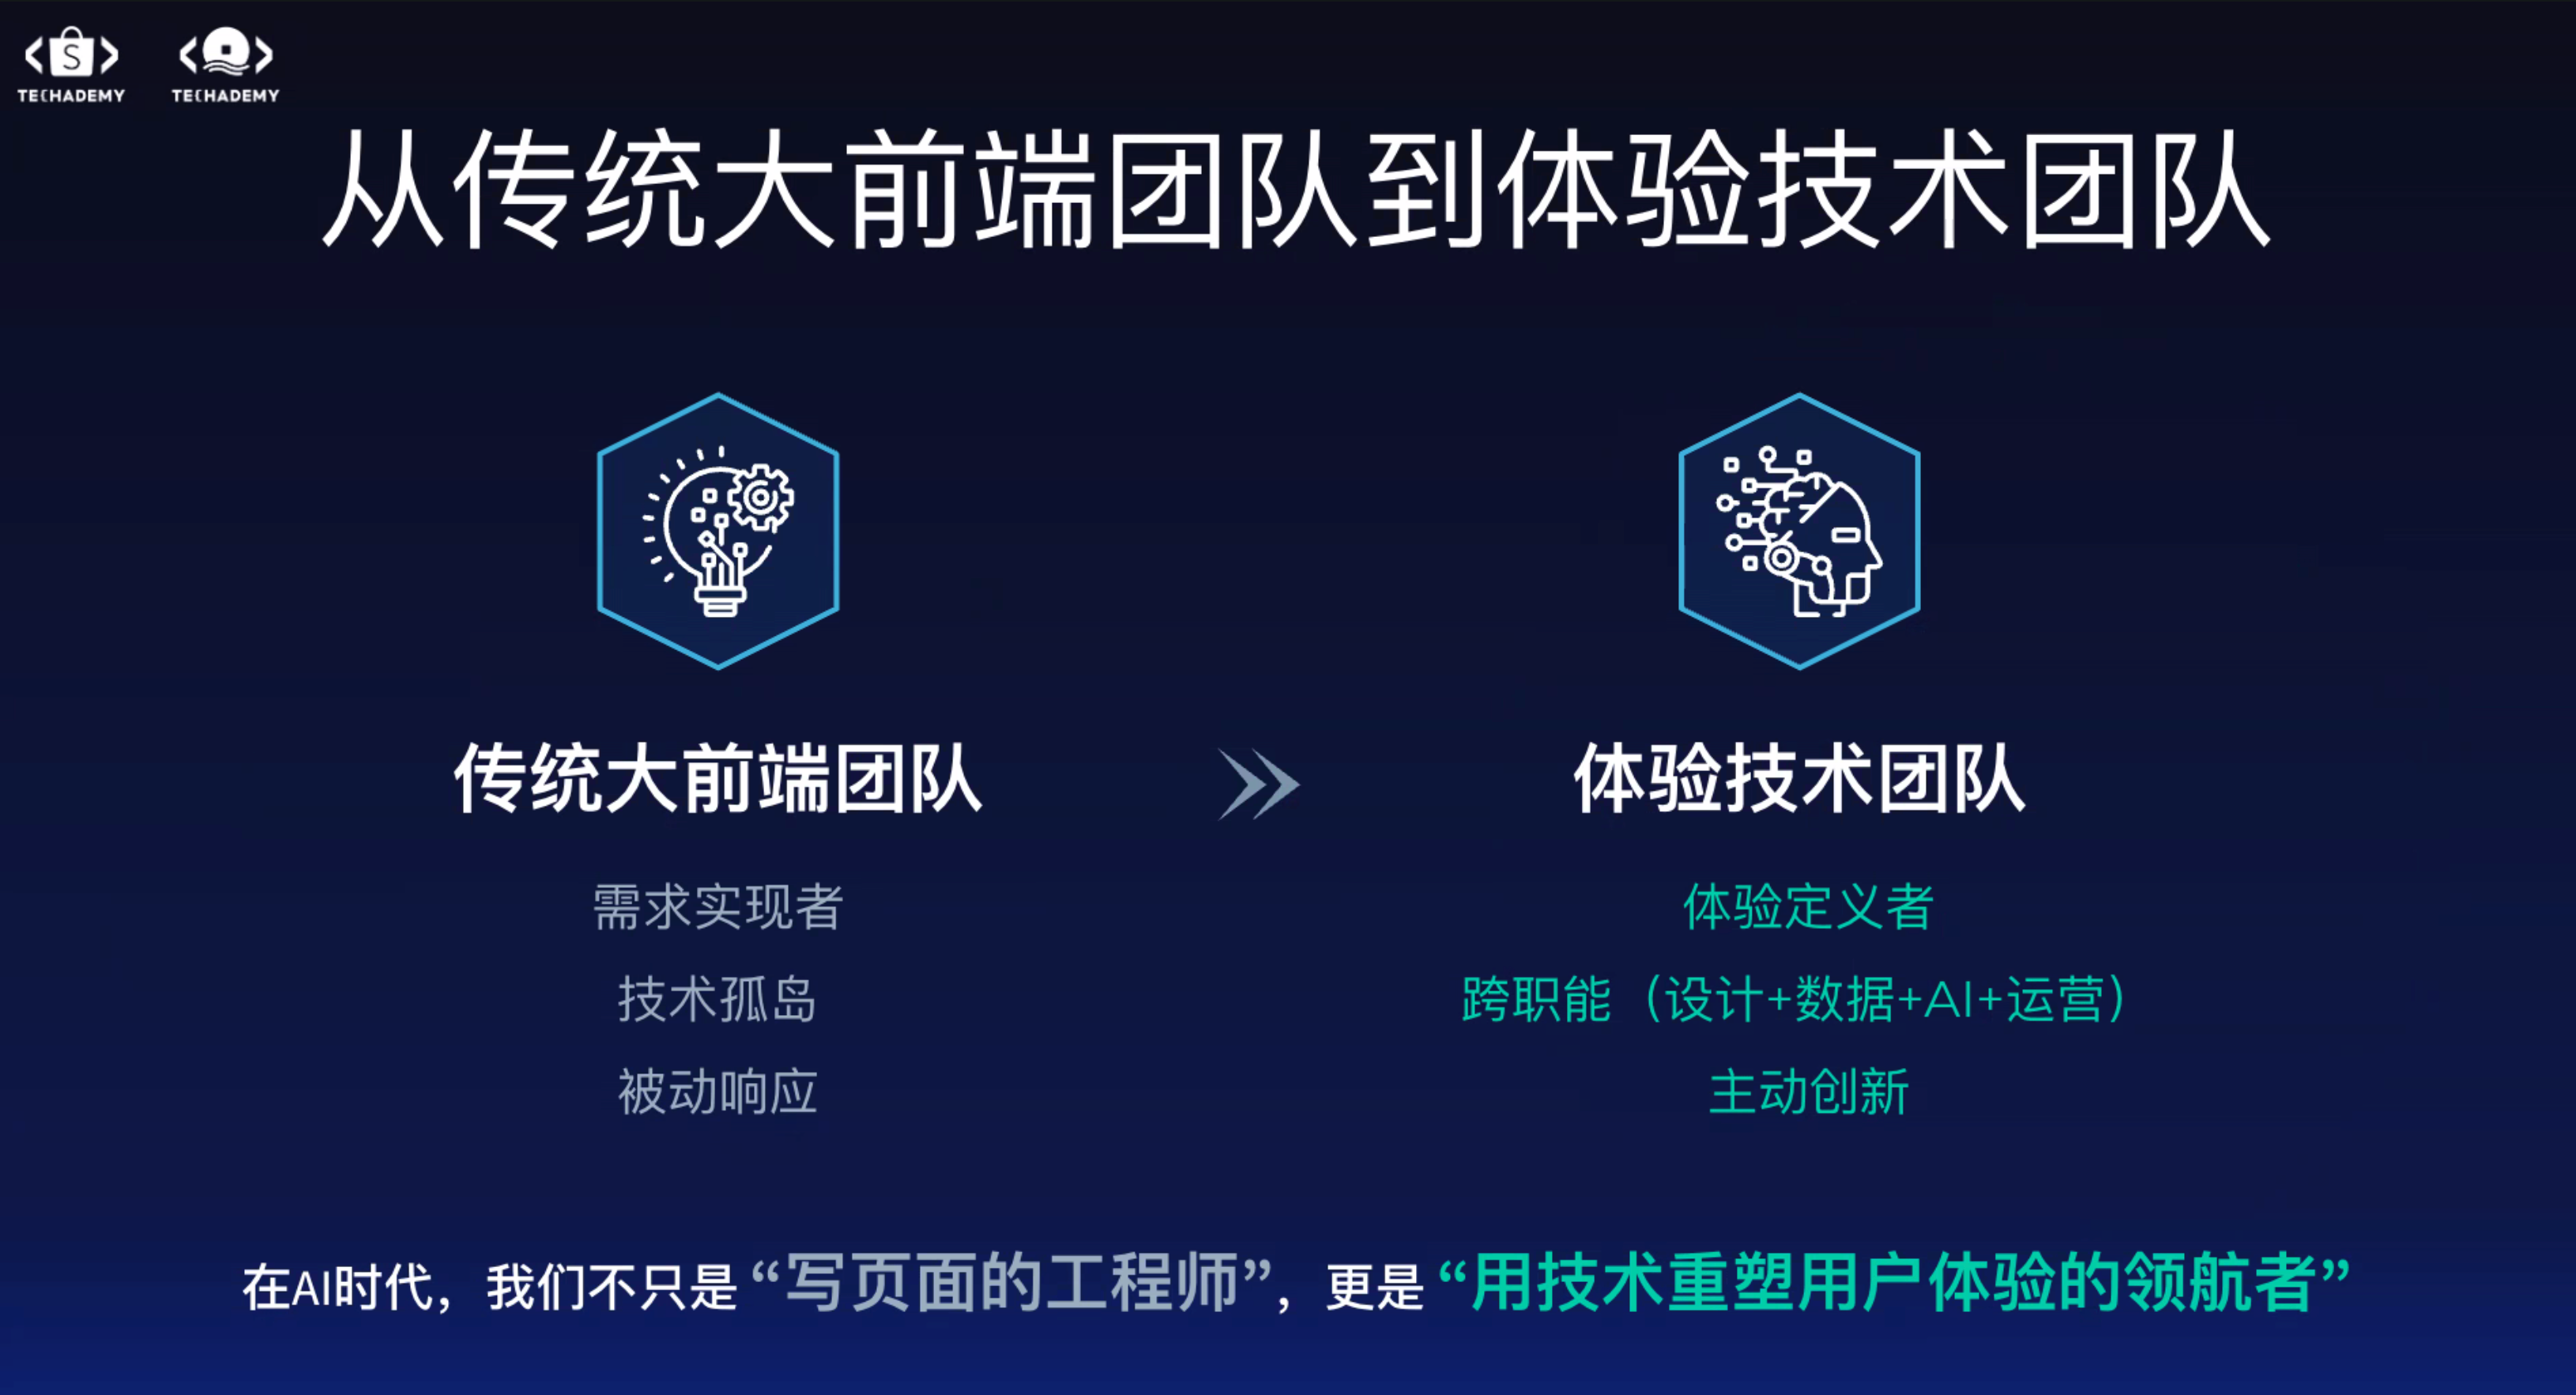 TECHADEMY
TECHADEMY
从传统大前端团队到体验技术团队
传统大前端团队
需求实现者
技术孤岛
被动响应
体验技术团队
体验定义者
跨职能（设计+数据+AI+运营）
主动创新
在AI时代，我们不只是“写页面的工程师”，更是“用技术重塑用户体验的领航者”